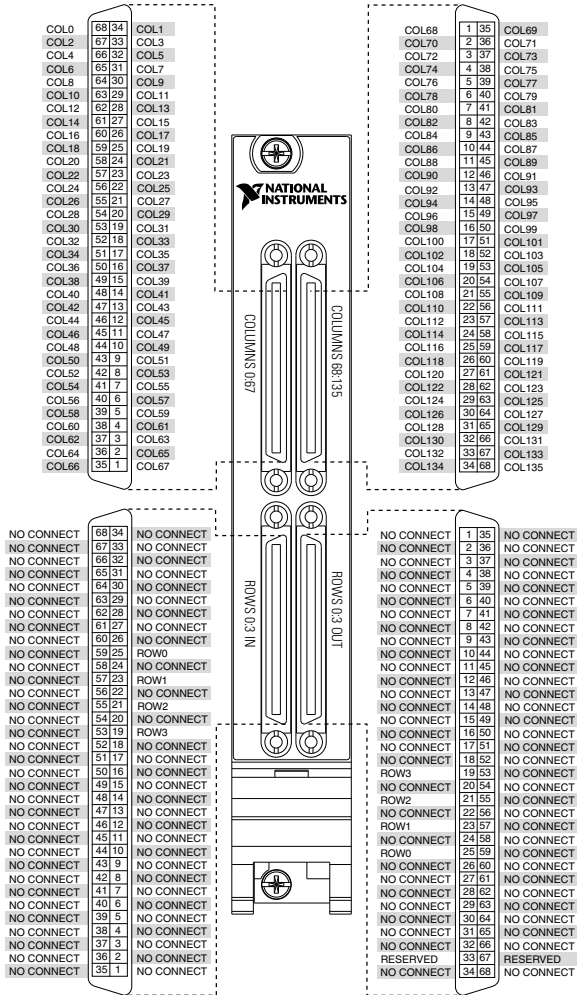 COL0 68 34 COL1
COL2 67 33 COL3
COL4 66 32 COL5
COL6 65 31 COL7
COL8 64 30 COL9
COL10 63 29 COL11
COL12 62 28 COL13
COL14 61 27 COL15
COL16 60 26 COL17
COL18 59 25 COL19
COL20 58 24 COL21
COL22 57 23 COL23
COL24 56 22 COL25
COL26 55 21 COL27
COL28 54 20 COL29
COL30 53 19 COL31
COL32 52 18 COL33
COL34 51 17 COL35
COL36 50 16 COL37
COL38 49 15 COL39
COL40 48 14 COL41
COL42 47 13 COL43
COL44 46 12 COL45
COL46 45 11 COL47
COL48 44 10 COL49
COL50 43 9 COL51
COL52 42 8 COL53
COL54 41 7 COL55
COL56 40 6 COL57
COL58 39 5 COL59
COL60 38 4 COL61
COL62 37 3 COL63
COL64 36 2 COL65
COL66 35 1 COL67
COL68 1 35 COL69
COL70 2 36 COL71
COL72 3 37 COL73
COL74 4 38 COL75
COL76 5 39 COL77
COL78 6 40 COL79
COL80 7 41 COL81
COL82 8 42 COL83
COL84 9 43 COL85
COL86 10 44 COL87
COL88 11 45 COL89
COL90 12 46 COL91
COL92 13 47 COL93
COL94 14 48 COL95
COL96 15 49 COL97
COL98 16 50 COL99
COL100 17 51 COL101
COL102 18 52 COL103
COL104 19 53 COL105
COL106 20 54 COL107
COL108 21 55 COL109
COL110 22 56 COL111
COL112 23 57 COL113
COL114 24 58 COL115
COL116 25 59 COL117
COL118 26 60 COL119
COL120 27 61 COL121
COL122 28 62 COL123
COL124 29 63 COL125
COL126 30 64 COL127
COL128 31 65 COL129
COL130 32 66 COL131
COL132 33 67 COL133
COL134 34 68 COL135
NATIONAL
INSTRUMENTS
COLUMNS 0:67
COLUMNS 68:135
ROWS 0:3 IN
ROWS 0:3 OUT
NO CONNECT 68 34 NO CONNECT
NO CONNECT 67 33 NO CONNECT
NO CONNECT 66 32 NO CONNECT
NO CONNECT 65 31 NO CONNECT
NO CONNECT 64 30 NO CONNECT
NO CONNECT 63 29 NO CONNECT
NO CONNECT 62 28 NO CONNECT
NO CONNECT 61 27 NO CONNECT
NO CONNECT 60 26 NO CONNECT
NO CONNECT 59 25 ROW0
NO CONNECT 58 24 NO CONNECT
NO CONNECT 57 23 ROW1
NO CONNECT 56 22 NO CONNECT
NO CONNECT 55 21 ROW2
NO CONNECT 54 20 NO CONNECT
NO CONNECT 53 19 ROW3
NO CONNECT 52 18 NO CONNECT
NO CONNECT 51 17 NO CONNECT
NO CONNECT 50 16 NO CONNECT
NO CONNECT 49 15 NO CONNECT
NO CONNECT 48 14 NO CONNECT
NO CONNECT 47 13 NO CONNECT
NO CONNECT 46 12 NO CONNECT
NO CONNECT 45 11 NO CONNECT
NO CONNECT 44 10 NO CONNECT
NO CONNECT 43 9 NO CONNECT
NO CONNECT 42 8 NO CONNECT
NO CONNECT 41 7 NO CONNECT
NO CONNECT 40 6 NO CONNECT
NO CONNECT 39 5 NO CONNECT
NO CONNECT 38 4 NO CONNECT
NO CONNECT 37 3 NO CONNECT
NO CONNECT 36 2 NO CONNECT
NO CONNECT 35 1 NO CONNECT
NO CONNECT 1 35 NO CONNECT
NO CONNECT 2 36 NO CONNECT
NO CONNECT 3 37 NO CONNECT
NO CONNECT 4 38 NO CONNECT
NO CONNECT 5 39 NO CONNECT
NO CONNECT 6 40 NO CONNECT
NO CONNECT 7 41 NO CONNECT
NO CONNECT 8 42 NO CONNECT
NO CONNECT 9 43 NO CONNECT
NO CONNECT 10 44 NO CONNECT
NO CONNECT 11 45 NO CONNECT
NO CONNECT 12 46 NO CONNECT
NO CONNECT 13 47 NO CONNECT
NO CONNECT 14 48 NO CONNECT
NO CONNECT 15 49 NO CONNECT
NO CONNECT 16 50 NO CONNECT
NO CONNECT 17 51 NO CONNECT
NO CONNECT 18 52 NO CONNECT
ROW3 19 53 NO CONNECT
NO CONNECT 20 54 NO CONNECT
ROW2 21 55 NO CONNECT
NO CONNECT 22 56 NO CONNECT
ROW1 23 57 NO CONNECT
NO CONNECT 24 58 NO CONNECT
ROW0 25 59 NO CONNECT
NO CONNECT 26 60 NO CONNECT
NO CONNECT 27 61 NO CONNECT
NO CONNECT 28 62 NO CONNECT
NO CONNECT 29 63 NO CONNECT
NO CONNECT 30 64 NO CONNECT
NO CONNECT 31 65 NO CONNECT
NO CONNECT 32 66 NO CONNECT
RESERVED 33 67 RESERVED
NO CONNECT 34 68 NO CONNECT